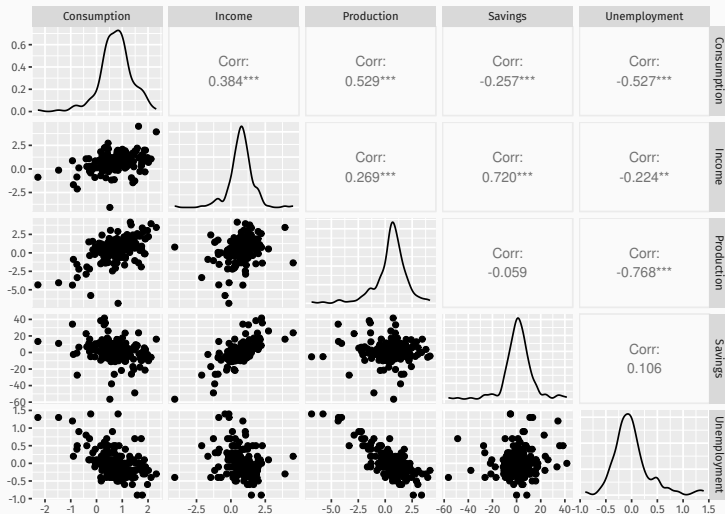 Consumption Income Production Savings Unemployment
0.6
0.4
0.2
0.0
Corr:
0.384***
Corr:
0.529***
Corr:
-0.257***
Corr:
-0.527***
Consumption
2.5
0.0
-2.5
Corr:
0.269***
Corr:
0.720***
Corr:
-0.224**
Income
2.5
0.0
-2.5
-5.0
Corr:
-0.059
Corr:
-0.768***
Production
40
20
0
-20
-40
-60
Corr:
0.106
Savings
1.5
1.0
0.5
0.0
-0.5
-1.0
Unemployment
-2 -1 0 1 2 -2.5 0.0 2.5 -5.0 -2.5 0.0 2.5 -60 -40 -20 0 20 40 -1.0 -0.5 0.0 0.5 1.0 1.5